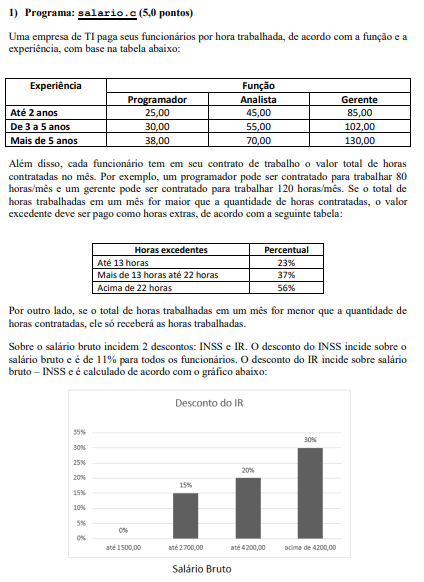 1) Programa: salario.c (5,0 pontos)
Uma empresa de TI paga seus funcionários por hora trabalhada, de acordo com a função e a
experiência, com base na tabela abaixo:
Experiência Função
Programador Analista Gerente
Até 2 anos 25,00 45,00 85,00
De 3 a 5 anos 30,00 55,00 102,00
Mais de 5 anos 38,00 70,00 130,00
Além disso, cada funcionário tem em seu contrato de trabalho o valor total de horas
contratadas no mês. Por exemplo, um programador pode ser contratado para trabalhar 80
horas/mês e um gerente pode ser contratado para trabalhar 120 horas/mês. Se o total de
horas trabalhadas em um mês for maior que a quantidade de horas contratadas, o valor
excedente deve ser pago como horas extras, de acordo com a seguinte tabela:
Horas excedentes Percentual
Até 13 horas 23%
Mais de 13 horas até 22 horas 37%
Acima de 22 horas 56%
Por outro lado, se o total de horas trabalhadas em um mês for menor que a quantidade de
horas contratadas, ele só receberá as horas trabalhadas.
Sobre o salário bruto incidem 2 descontos: INSS e IR. O desconto do INSS incide sobre o
salário bruto e é de 11% para todos os funcionários. O desconto do IR incide sobre salário
bruto – INSS e é calculado de acordo com o gráfico abaixo:
Desconto do IR
35%
30%
25%
20%
15%
10%
5%
0%
0%
15%
20%
30%
até 1500,00 até 2700,00 até 4200,00 acima de 4200,00
Salário Bruto